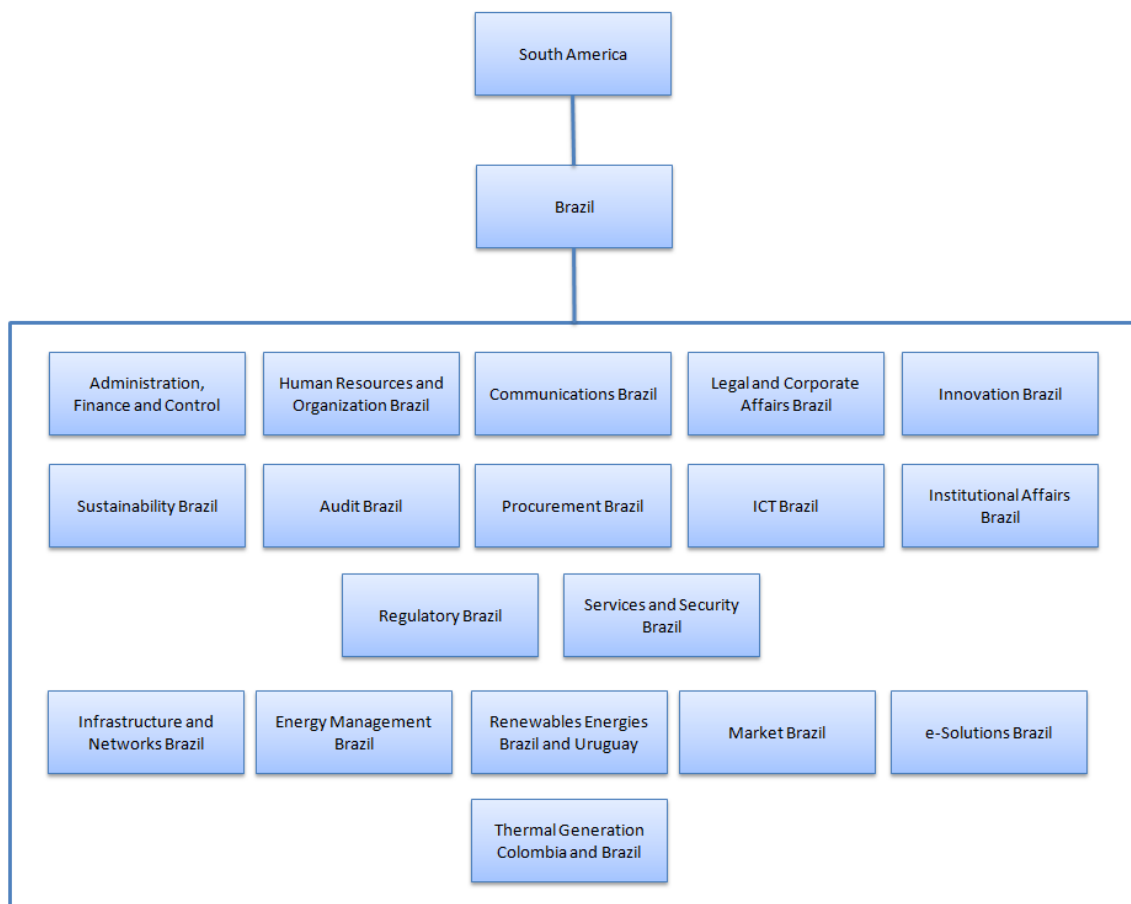 South America
Brazil
Administration,
Finance and Control
Human Resources and
Organization Brazil
Communications Brazil
Legal and Corporate
Affairs Brazil
Innovation Brazil
Sustainability Brazil
Audit Brazil
Procurement Brazil
ICT Brazil
Institutional Affairs
Brazil
Regulatory Brazil
Services and Security
Brazil
Infrastructure and
Networks Brazil
Energy Management
Brazil
Renewables Energies
Brazil and Uruguay
Market Brazil
e-Solutions Brazil
Thermal Generation
Colombia and Brazil